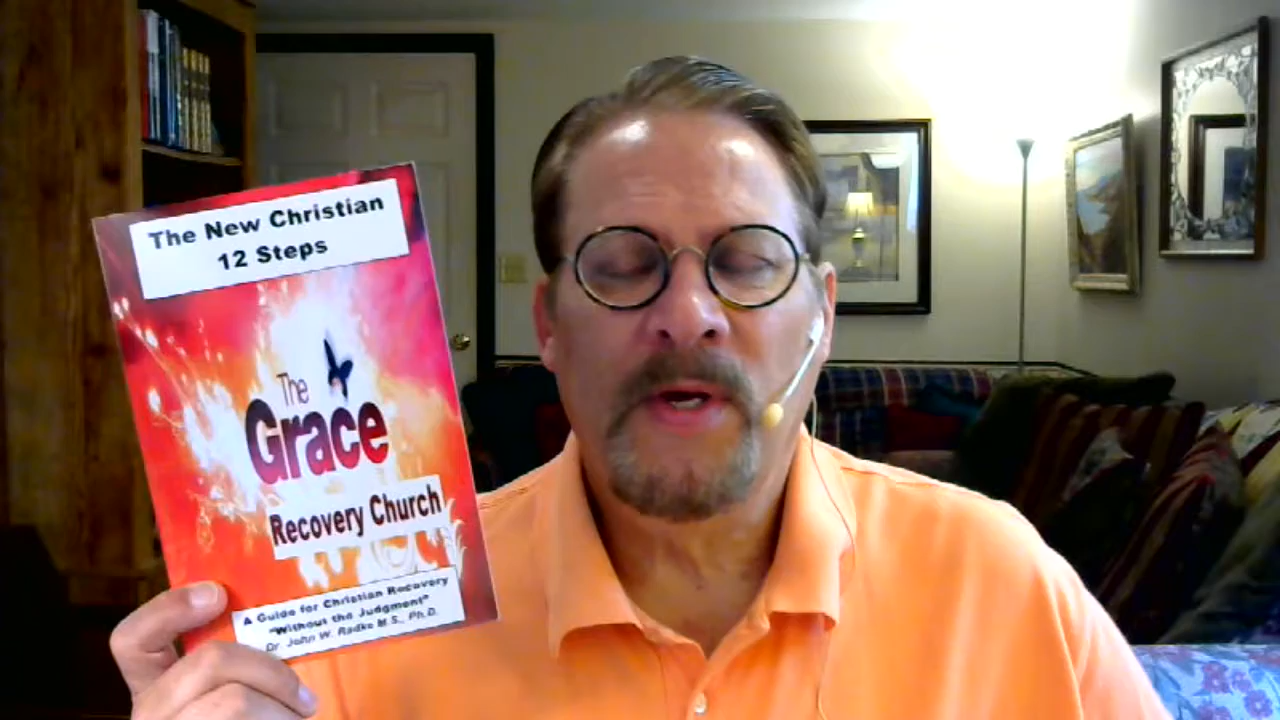 The New Christian
12 Steps
The
Grace
Recovery Church
A Guide for Christian Recovery
"Without the Judgment"
Dr. John W. Radke M.S., Ph.D.